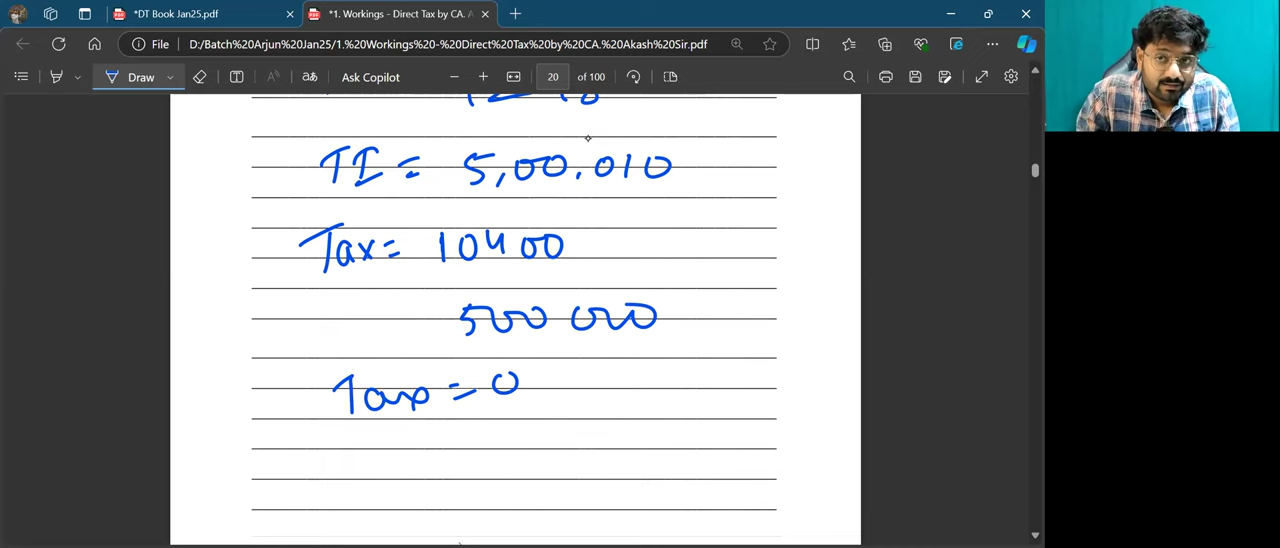 *DT Book Jan25.pdf
*1. Workings - Direct Tax by CA. A
File
D:/Batch%20Arjun%20Jan25/1.%20Workings%20-%20Direct%20Tax%20by%20CA.%20Akash%20Sir.pdf
Draw
aあ
Ask Copilot
20 of 100
TI = 5,00.010
Tax = 10400
500 000
Tax = 0